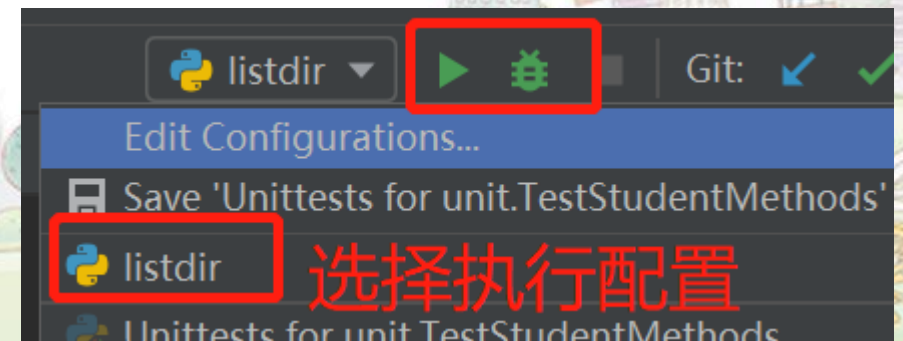 listdir Git:
Edit Configurations...
Save 'Unittests for unit.TestStudentMethods'
listdir 选择执行配置
Unittests for unit.TestStudentMethods